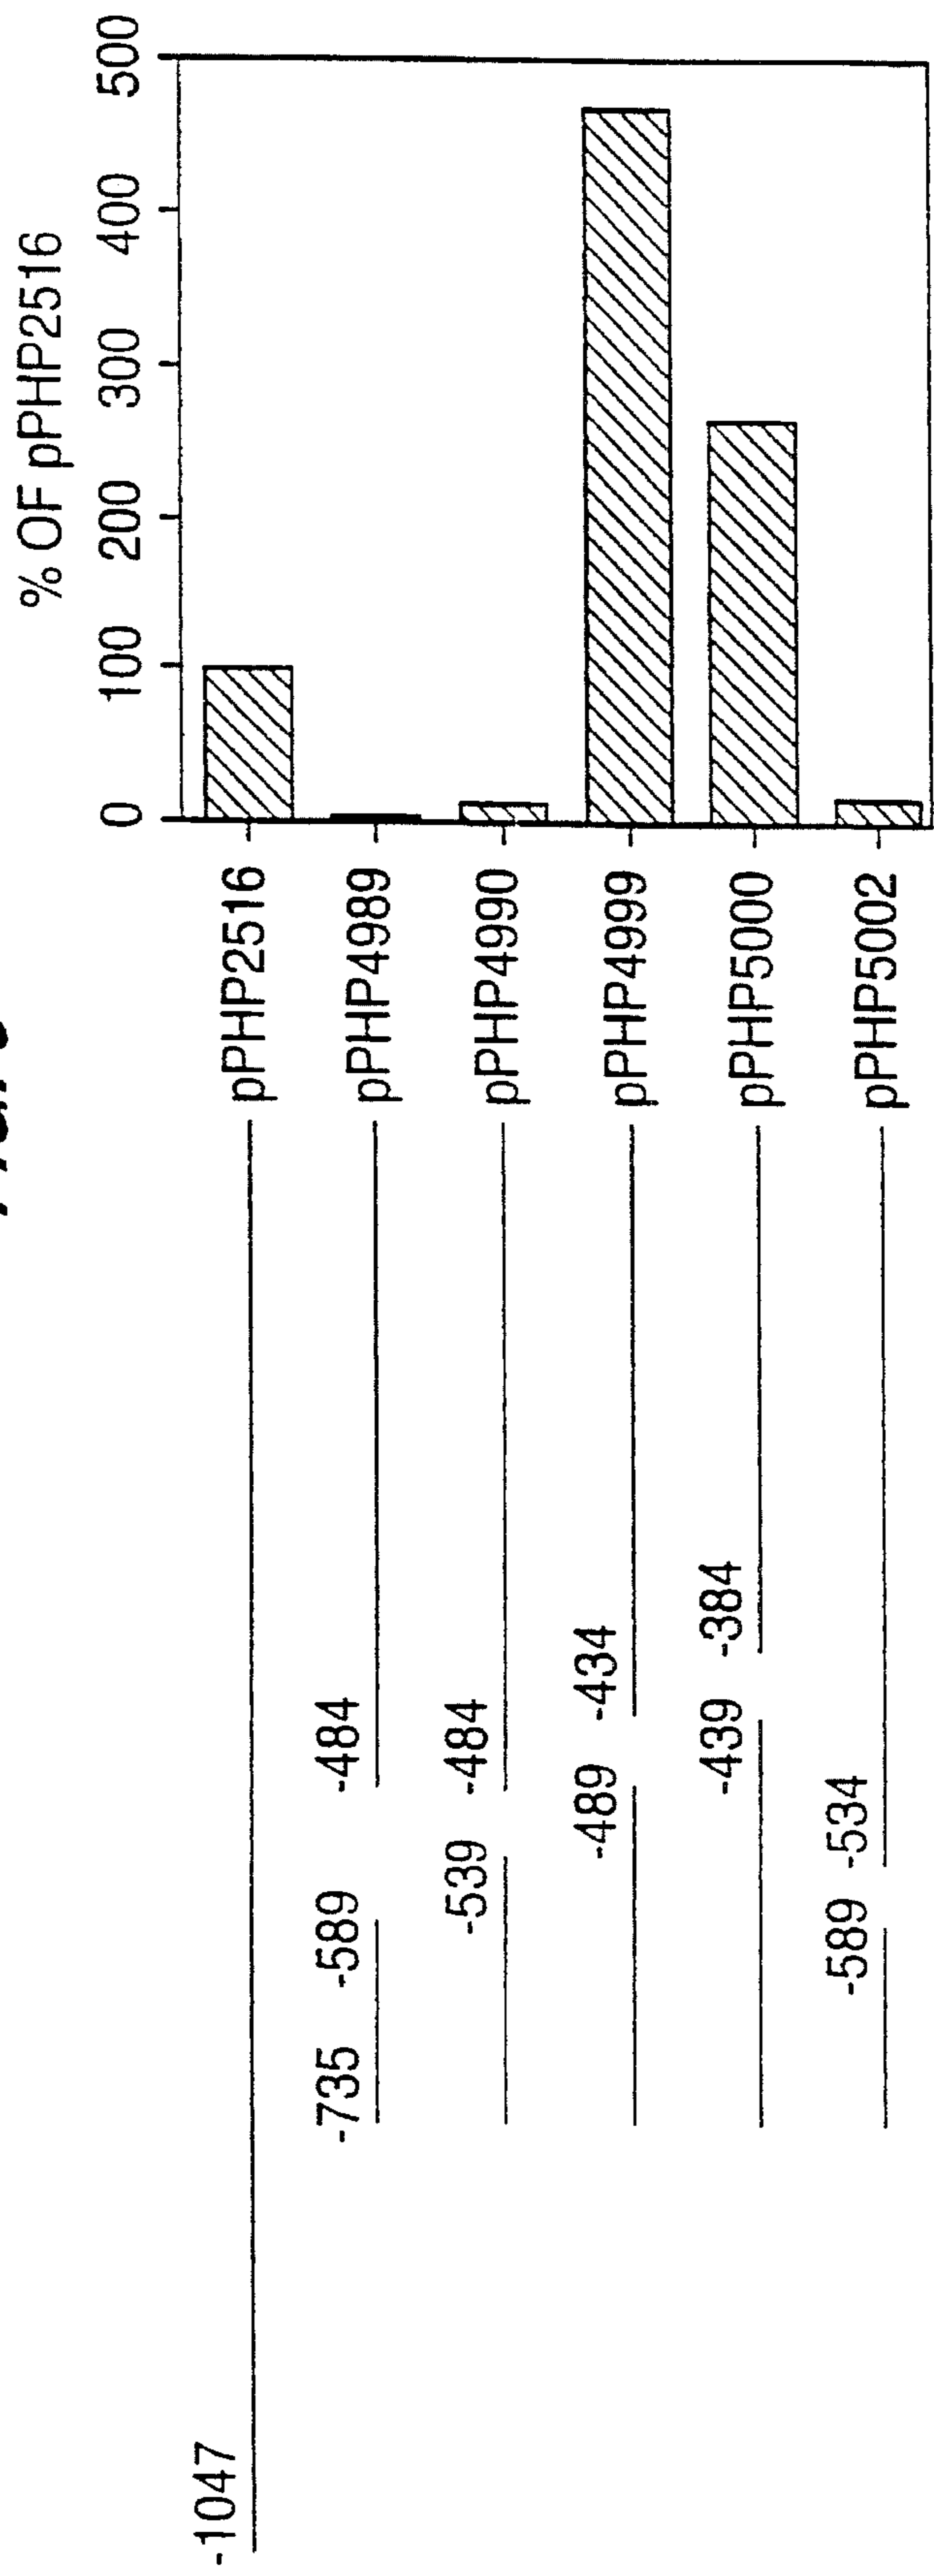 % OF pPHP2516
0 100 200 300 400 500
-1047 pPHP2516
-735 -589 -484 pPHP4989
-539 -484 pPHP4990
-489 -434 pPHP4999
-439 -384 pPHP5000
-589 -534 pPHP5002